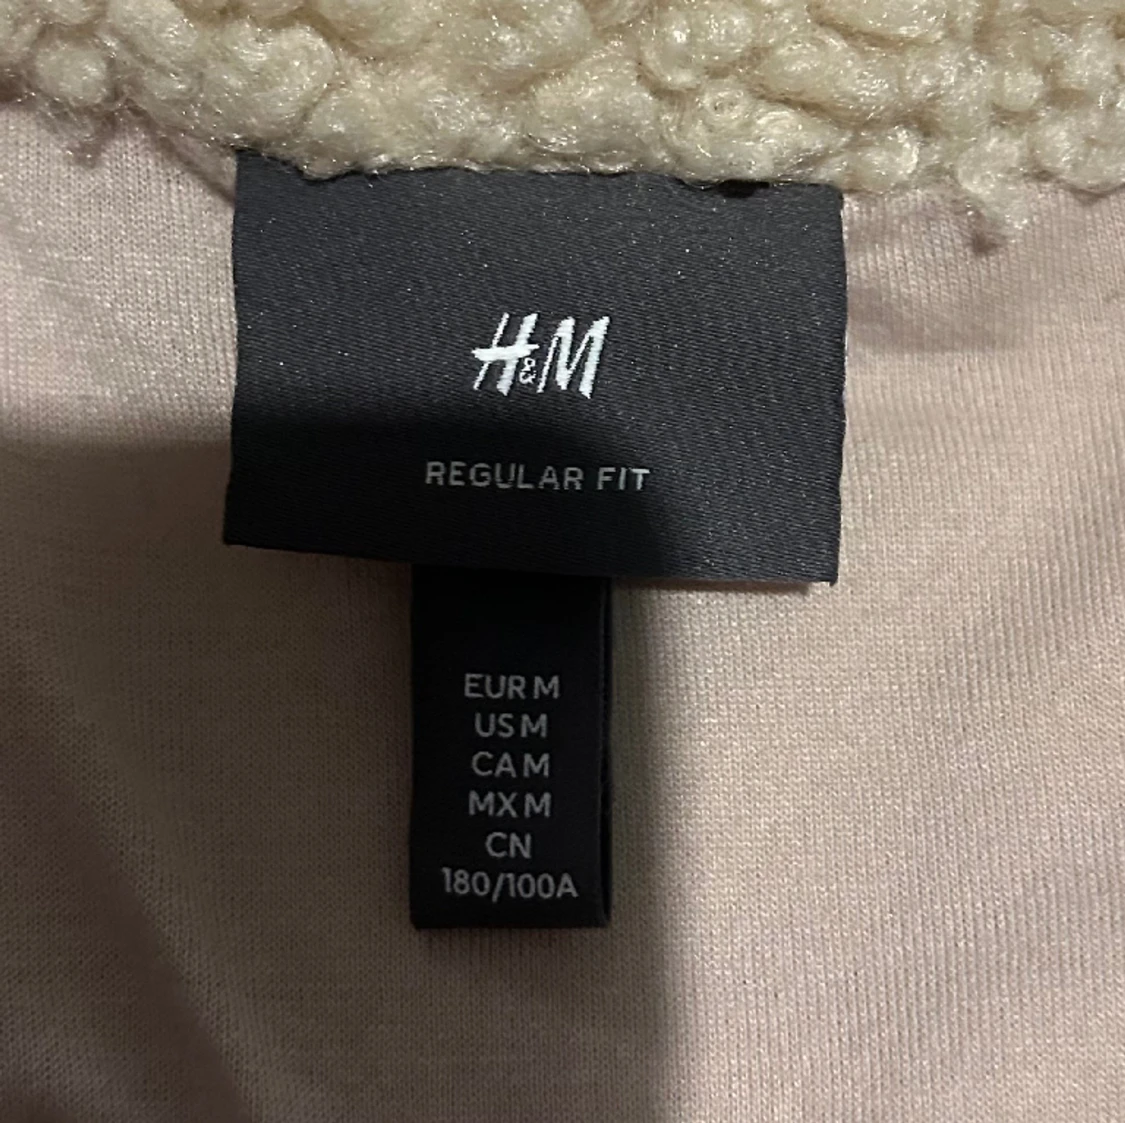 H&M
REGULAR FIT
EUR M
US M
CA M
MX M
CN
180/100A